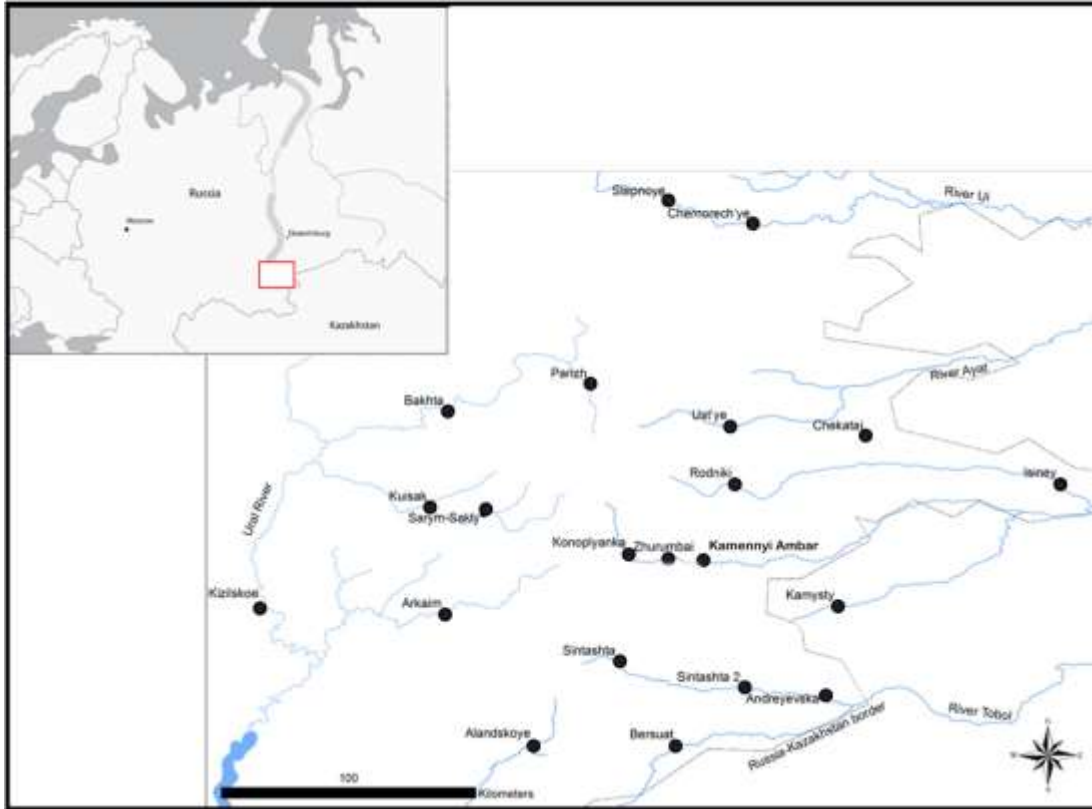 Russia
Moscow
Ekaterinburg
Kazakhstan
Stepnoye
River Ui
Chernorech'ye
Parizh
River Ayat
Bakhta
Ust'ye
Chekatai
Rodniki
Isiney
Kuisak
Sarym-Sakly
Ural River
Konoplyanka
Zhurumbai
Kamennyi Ambar
Kizilskoe
Arkaim
Kamysty
Sintashta
Sintashta 2
Andreyevska
River Tobol
Alandskoye
Bersuat
Russia Kazakhstan border
100
Kilometers